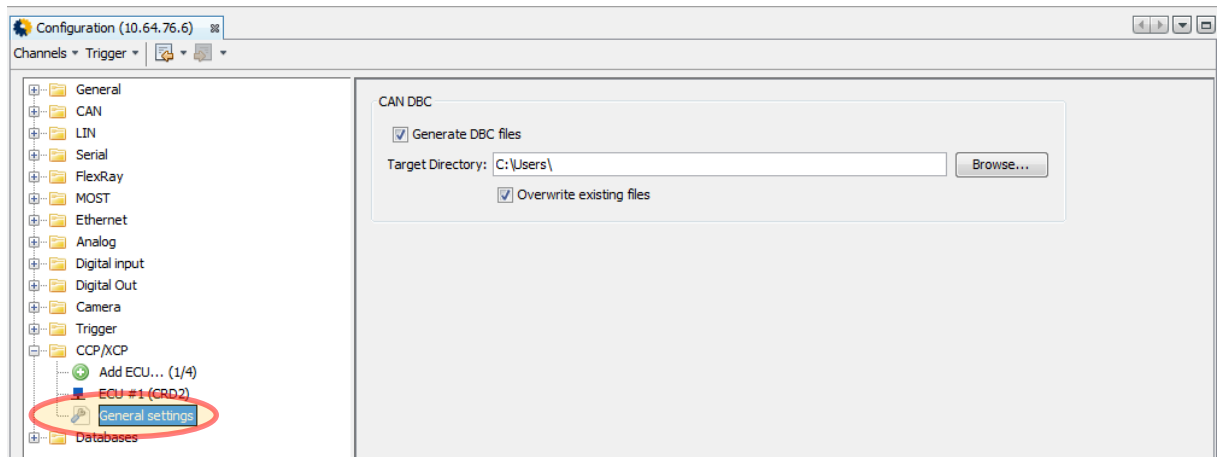 Configuration (10.64.76.6)
Channels Trigger
General
CAN
LIN
Serial
FlexRay
MOST
Ethernet
Analog
Digital input
Digital Out
Camera
Trigger
CCP/XCP
Add ECU... (1/4)
ECU #1 (CRD2)
General settings
Databases
CAN DBC
Generate DBC files
Target Directory: C:\Users\ Browse...
Overwrite existing files